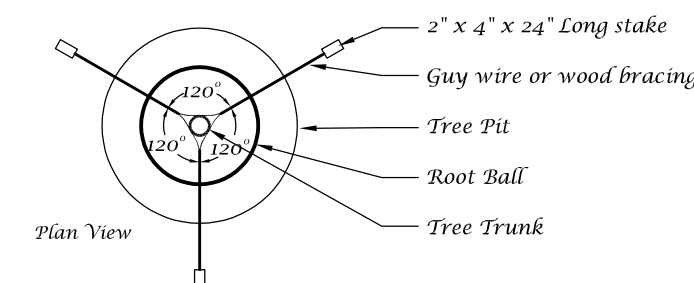 2" x 4" x 24" Long stake
Guy wire or wood bracing
120°
Tree Pit
120°
120°
Root Ball
Plan View
Tree Trunk